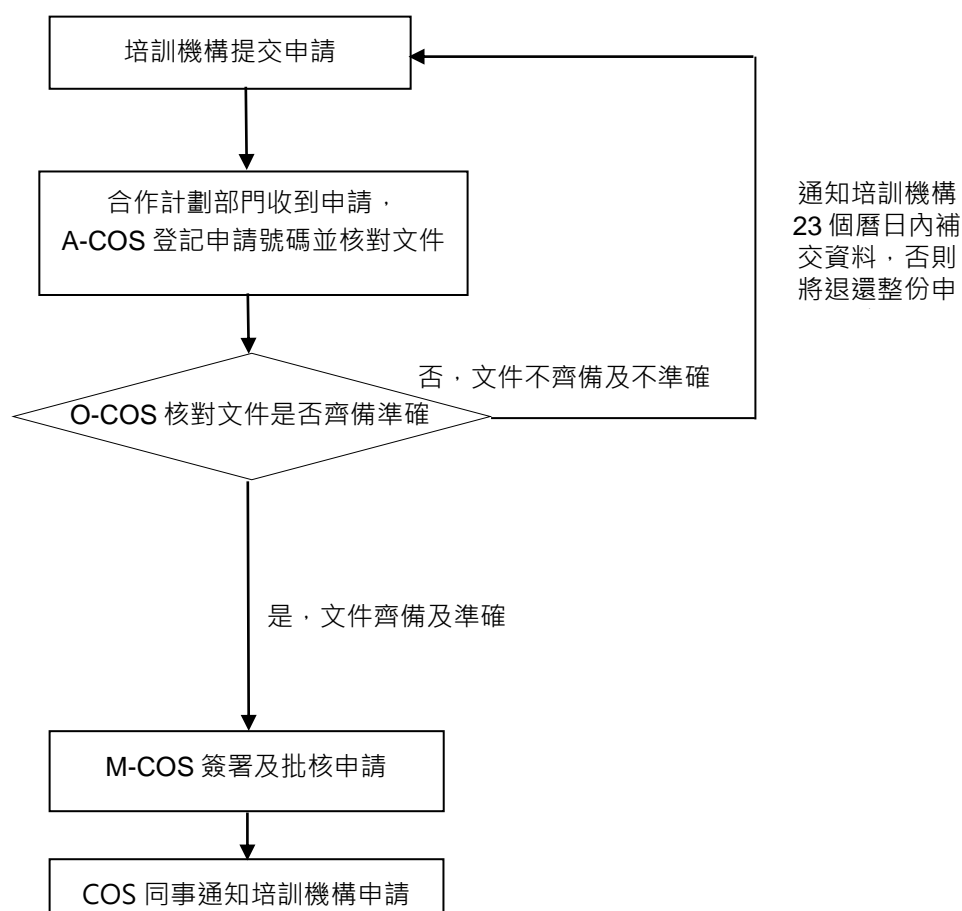 培訓機構提交申請
合作計劃部門收到申請，
A-COS 登記申請號碼並核對文件
通知培訓機構
23 個曆日內補
交資料，否則
將退還整份申
否，文件不齊備及不準確
O-COS 核對文件是否齊備準確
是，文件齊備及準確
M-COS 簽署及批核申請
COS 同事通知培訓機構申請